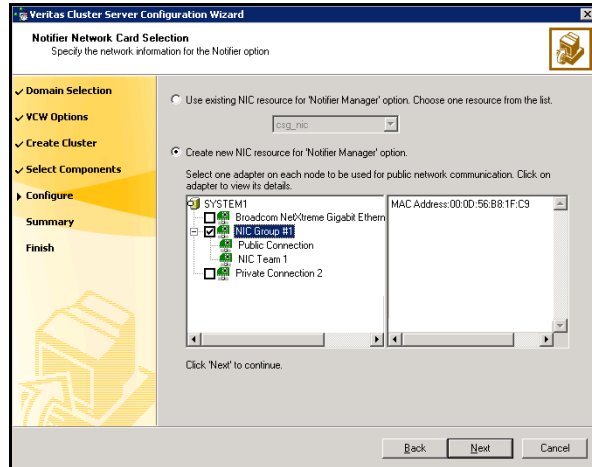 Veritas Cluster Server Configuration Wizard
Notifier Network Card Selection
Specify the network information for the Notifier option
Domain Selection
VCW Options
Create Cluster
Select Components
Configure
Summary
Finish
Use existing NIC resource for 'Notifier Manager' option. Choose one resource from the list.
csg_nic
Create new NIC resource for 'Notifier Manager' option.
Select one adapter on each node to be used for public network communication. Click on
adapter to view its details.
SYSTEM1
Broadcom NetXtreme Gigabit Ethern
NIC Group #1
Public Connection
NIC Team 1
Private Connection 2
MAC Address:00:0D:56:B8:1F:C9
Click 'Next' to continue.
Back
Next
Cancel